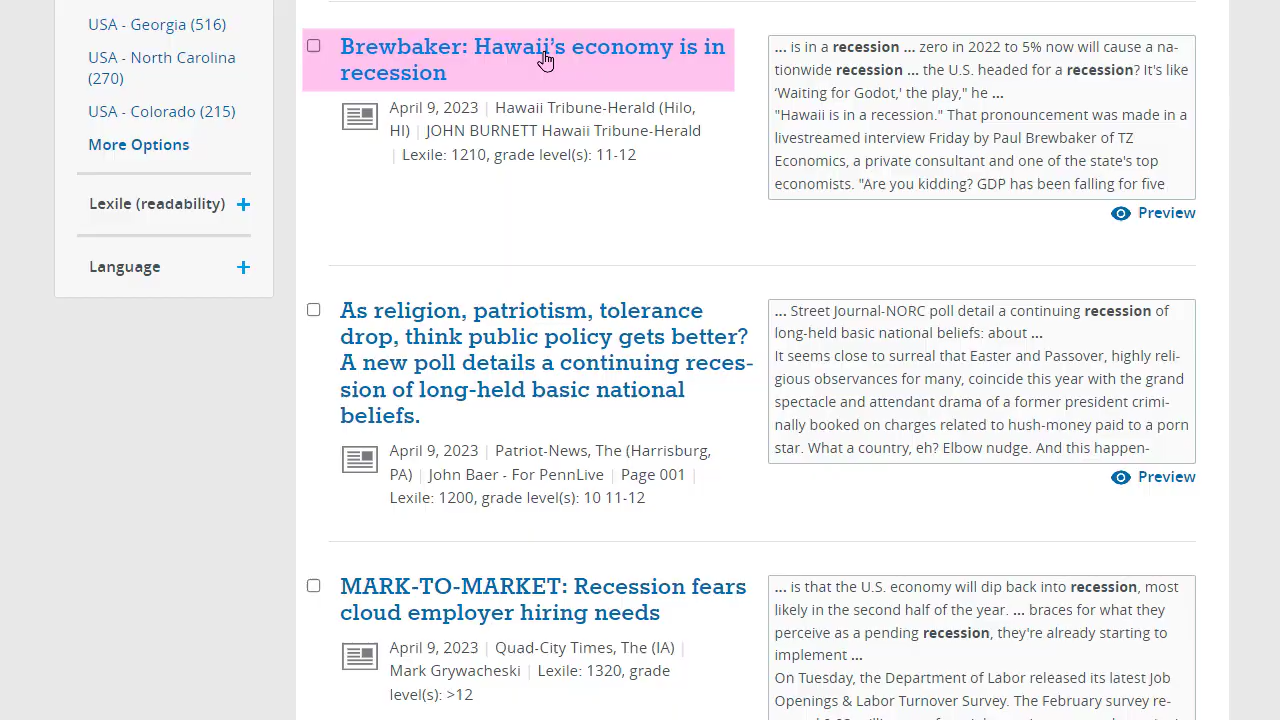 USA - Georgia (516)
USA - North Carolina
(270)
USA - Colorado (215)
More Options
Lexile (readability) +
Language +
Brewbaker: Hawaii's economy is in
recession
April 9, 2023 | Hawaii Tribune-Herald (Hilo,
HI) | JOHN BURNETT Hawaii Tribune-Herald
| Lexile: 1210, grade level(s): 11-12
... is in a recession ... zero in 2022 to 5% now will cause a na-
tionwide recession ... the U.S. headed for a recession? It's like
'Waiting for Godot,' the play," he ...
"Hawaii is in a recession." That pronouncement was made in a
livestreamed interview Friday by Paul Brewbaker of TZ
Economics, a private consultant and one of the state's top
economists. "Are you kidding? GDP has been falling for five
Preview
As religion, patriotism, tolerance
drop, think public policy gets better?
A new poll details a continuing reces-
sion of long-held basic national
beliefs.
April 9, 2023 | Patriot-News, The (Harrisburg,
PA) | John Baer - For PennLive | Page 001 |
Lexile: 1200, grade level(s): 10 11-12
... Street Journal-NORC poll detail a continuing recession of
long-held basic national beliefs: about ...
It seems close to surreal that Easter and Passover, highly reli-
gious observances for many, coincide this year with the grand
spectacle and attendant drama of a former president crimi-
nally booked on charges related to hush-money paid to a porn
star. What a country, eh? Elbow nudge. And this happen-
Preview
MARK-TO-MARKET: Recession fears
cloud employer hiring needs
April 9, 2023 | Quad-City Times, The (IA) |
Mark Grywacheski | Lexile: 1320, grade
level(s): >12
... is that the U.S. economy will dip back into recession, most
likely in the second half of the year. ... braces for what they
perceive as a pending recession, they're already starting to
implement ...
On Tuesday, the Department of Labor released its latest Job
Openings & Labor Turnover Survey. The February survey re-